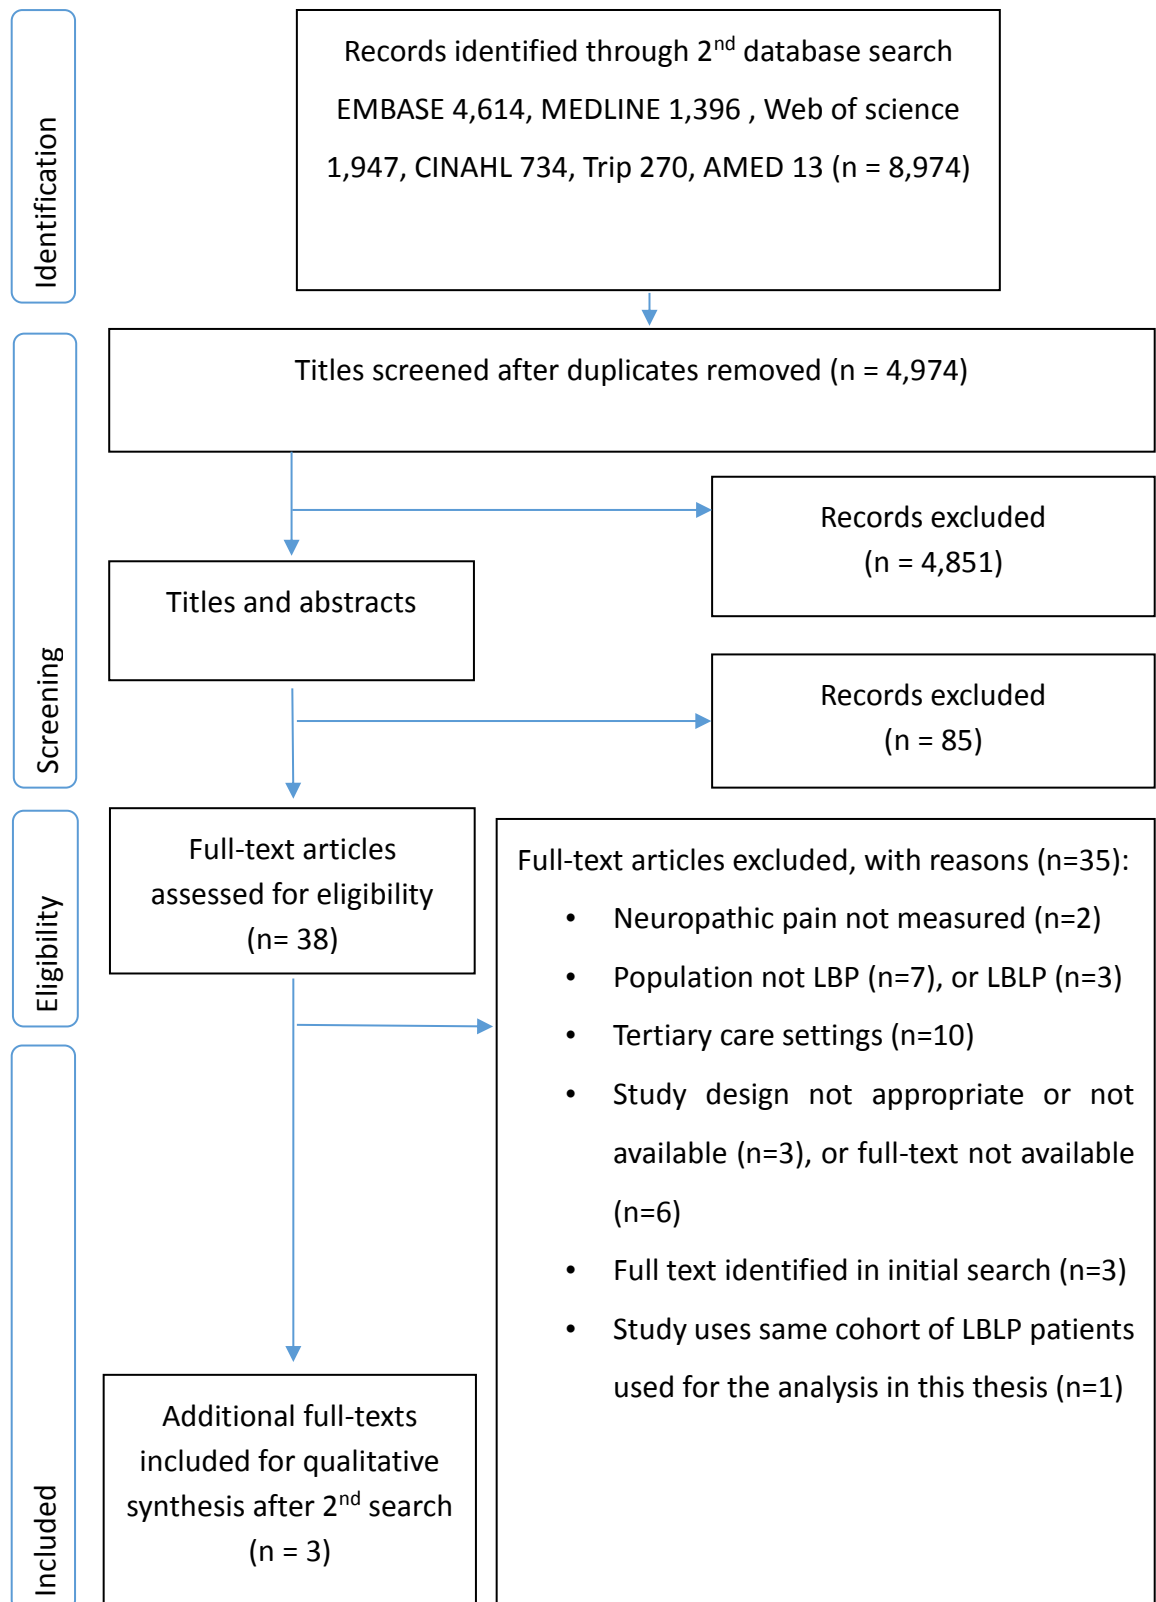 Identification
Records identified through 2nd database search
EMBASE 4,614, MEDLINE 1,396 , Web of science
1,947, CINAHL 734, Trip 270, AMED 13 (n = 8,974)
Screening
Titles screened after duplicates removed (n = 4,974)
Records excluded
(n = 4,851)
Titles and abstracts
Records excluded
(n = 85)
Eligibility
Full-text articles
assessed for eligibility
(n= 38)
Full-text articles excluded, with reasons (n=35):
• Neuropathic pain not measured (n=2)
• Population not LBP (n=7), or LBLP (n=3)
• Tertiary care settings (n=10)
• Study design not appropriate or not
available (n=3), or full-text not available
(n=6)
• Full text identified in initial search (n=3)
• Study uses same cohort of LBLP patients
used for the analysis in this thesis (n=1)
Included
Additional full-texts
included for qualitative
synthesis after 2nd search
(n = 3)